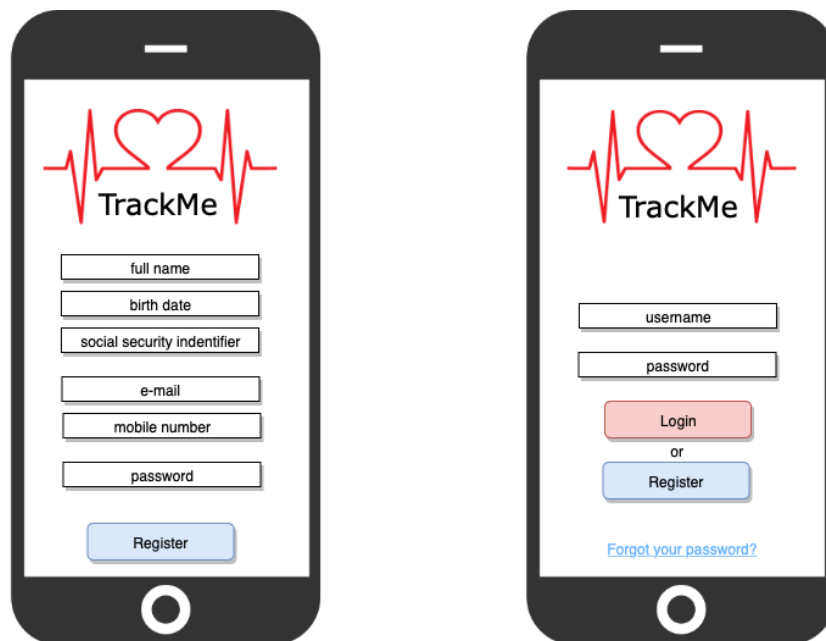 TrackMe
full name
birth date
social security indentifier
e-mail
mobile number
password
Register
TrackMe
username
password
Login
or
Register
Forgot your password?